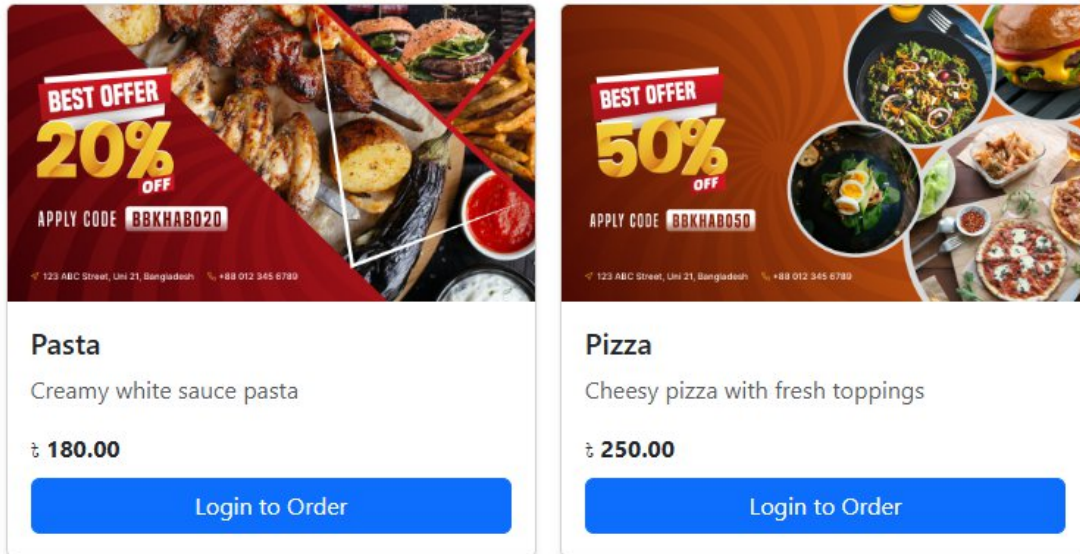 BEST OFFER
20%
OFF
APPLY CODE BBKHABO20
123 ABC Street, Uni 21, Bangladesh +88 012 345 6789
Pasta
Creamy white sauce pasta
৳ 180.00
Login to Order
BEST OFFER
50%
OFF
APPLY CODE BBKHABO50
123 ABC Street, Uni 21, Bangladesh +88 012 345 6789
Pizza
Cheesy pizza with fresh toppings
৳ 250.00
Login to Order